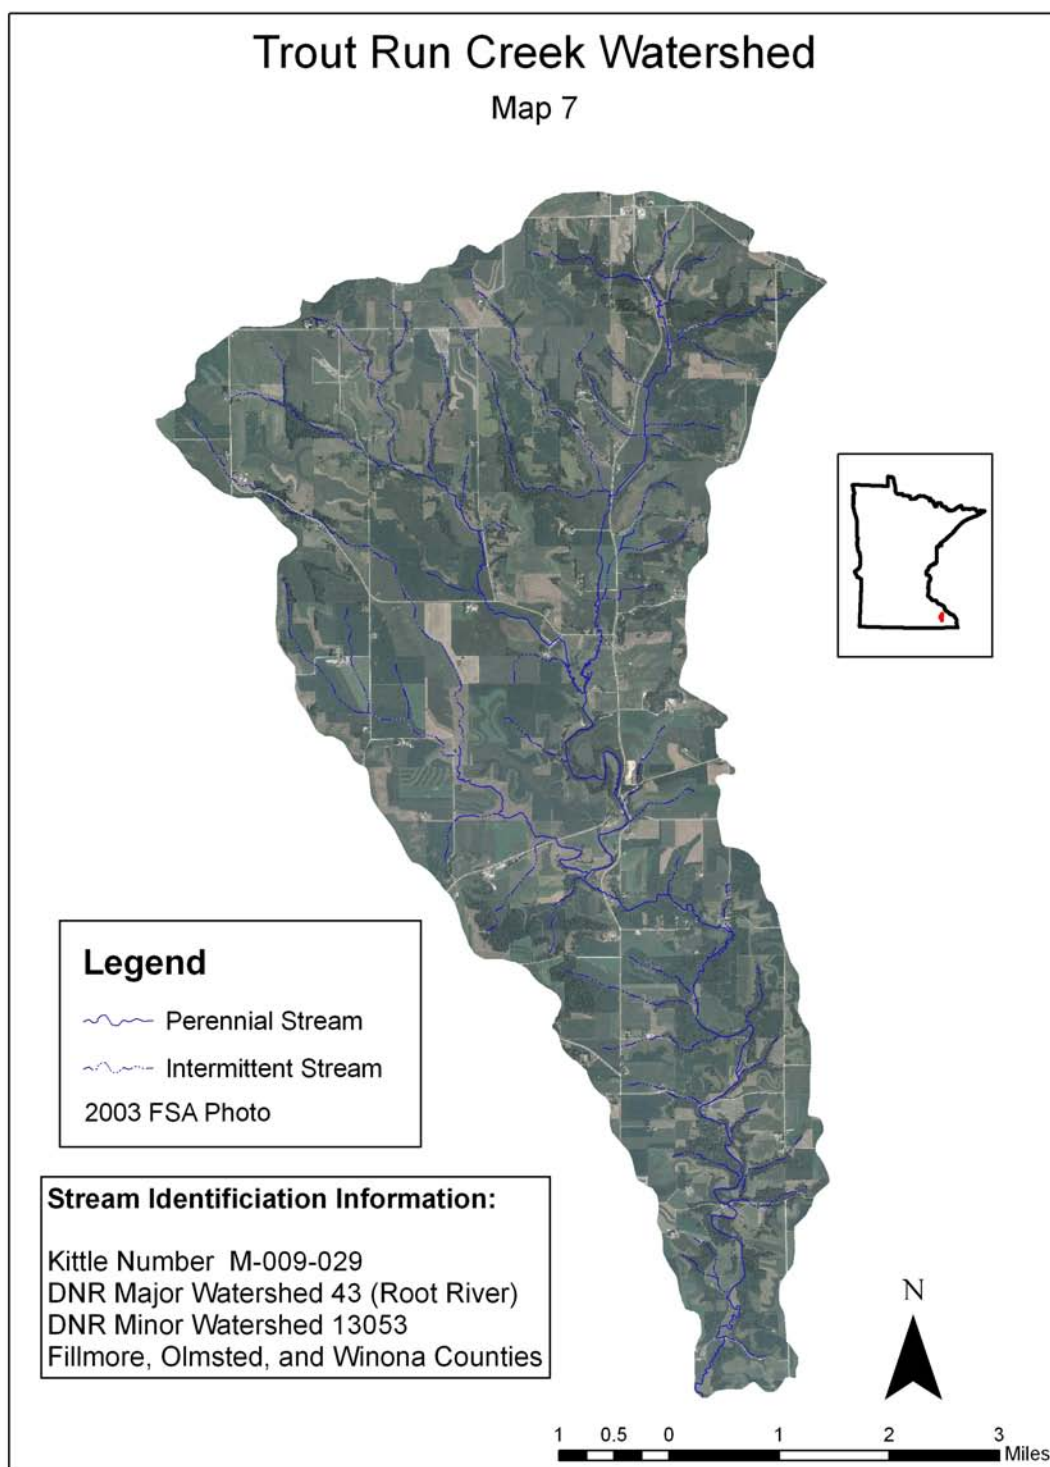 Trout Run Creek Watershed
Map 7
Legend
Perennial Stream
Intermittent Stream
2003 FSA Photo
Stream Identificiation Information:
Kittle Number M-009-029
DNR Major Watershed 43 (Root River)
DNR Minor Watershed 13053
Fillmore, Olmsted, and Winona Counties
N
1 0.5 0 1 2 3
Miles